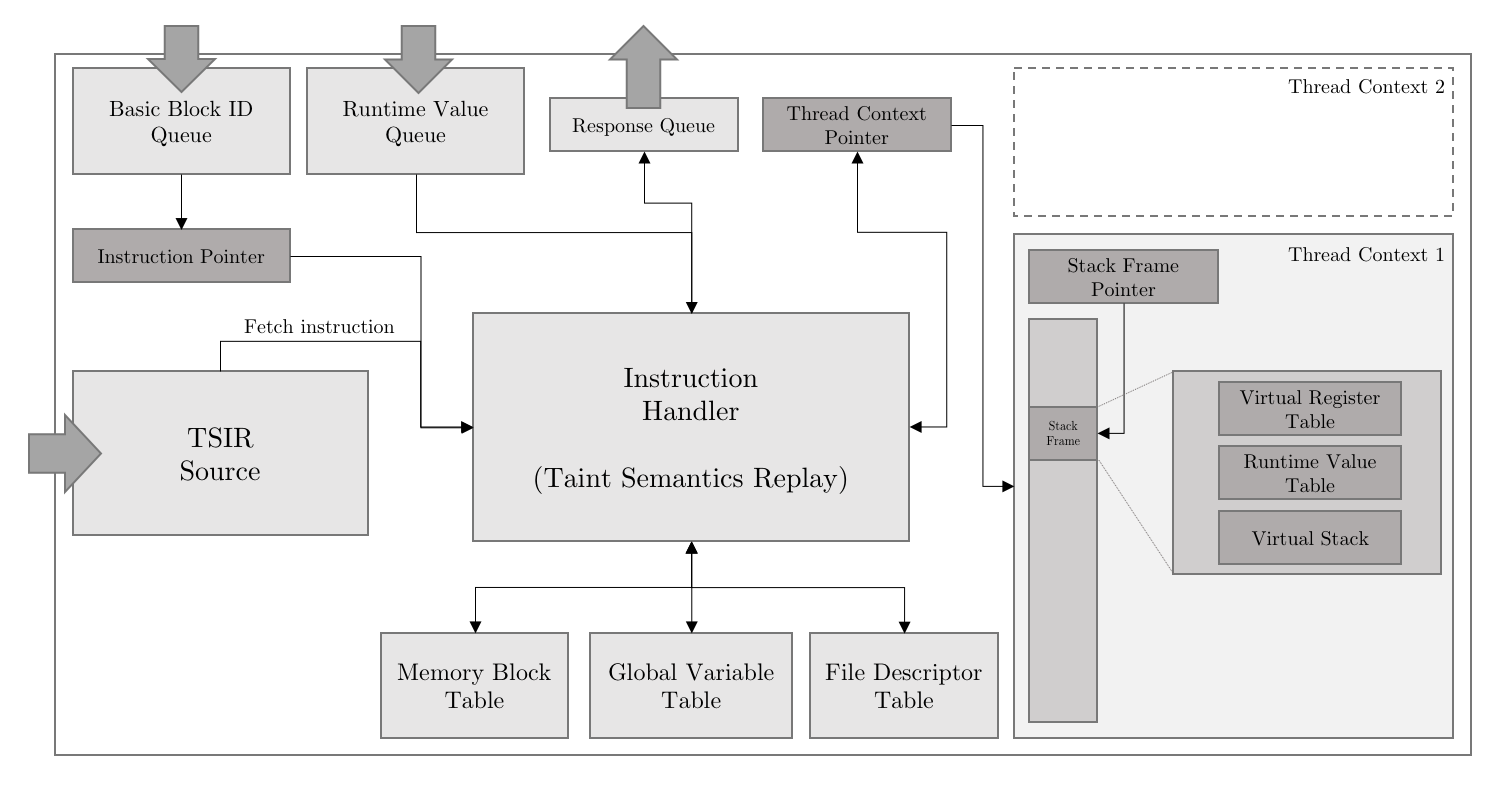 Basic Block ID
Queue
Runtime Value
Queue
Response Queue
Thread Context
Pointer
Thread Context 2
Instruction Pointer
Thread Context 1
Stack Frame
Pointer
Fetch instruction
TSIR
Source
Instruction
Handler
(Taint Semantics Replay)
Stack
Frame
Virtual Register
Table
Runtime Value
Table
Virtual Stack
Memory Block
Table
Global Variable
Table
File Descriptor
Table